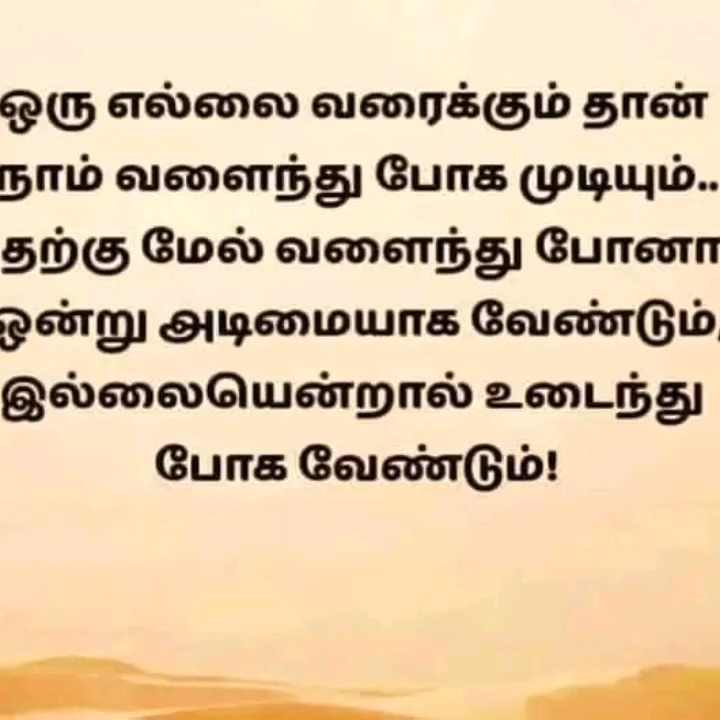 ஒரு எல்லை வரைக்கும் தான்
நாம் வளைந்து போக முடியும்..
தற்கு மேல் வளைந்து போனா
ஒன்று அடிமையாக வேண்டும்,
இல்லையென்றால் உடைந்து
போக வேண்டும்!